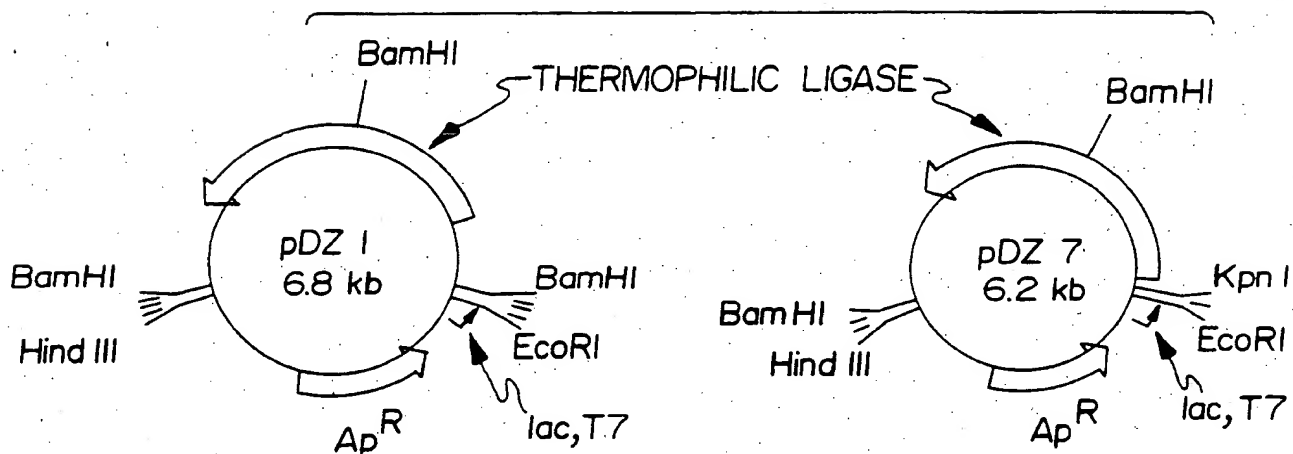 BamHI
THERMOPHILIC LIGASE
BamHI
pDZ 1
6.8 kb
BamHI
Hind III
BamHI
EcoRI
Ap^R
lac, T7
pDZ 7
6.2 kb
BamHI
Hind III
Kpn I
EcoRI
Ap^R
lac, T7